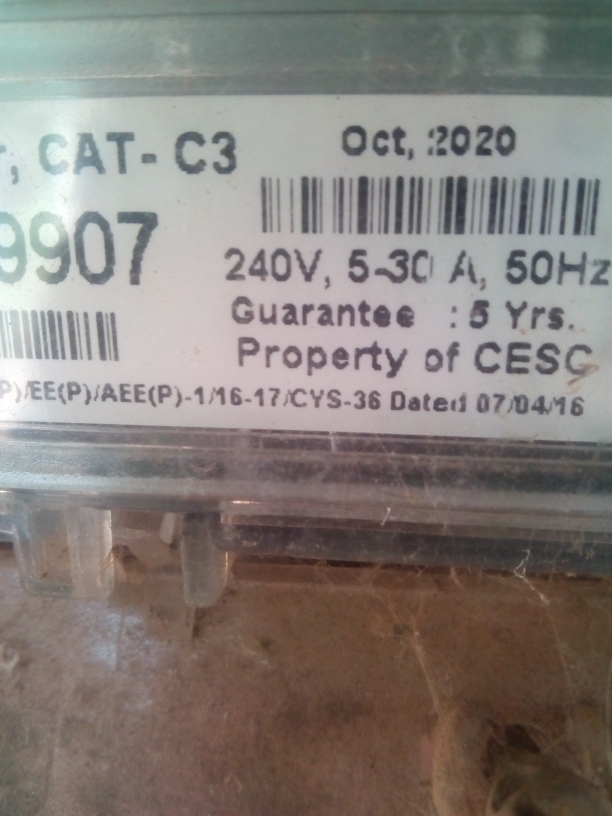 r, CAT- C3
Oct, 2020
9907
240V, 5-30 A, 50Hz
Guarantee : 5 Yrs.
Property of CESC
P)/EE(P)/AEE(P)-1/16-17/CYS-36 Dated 07/04/16